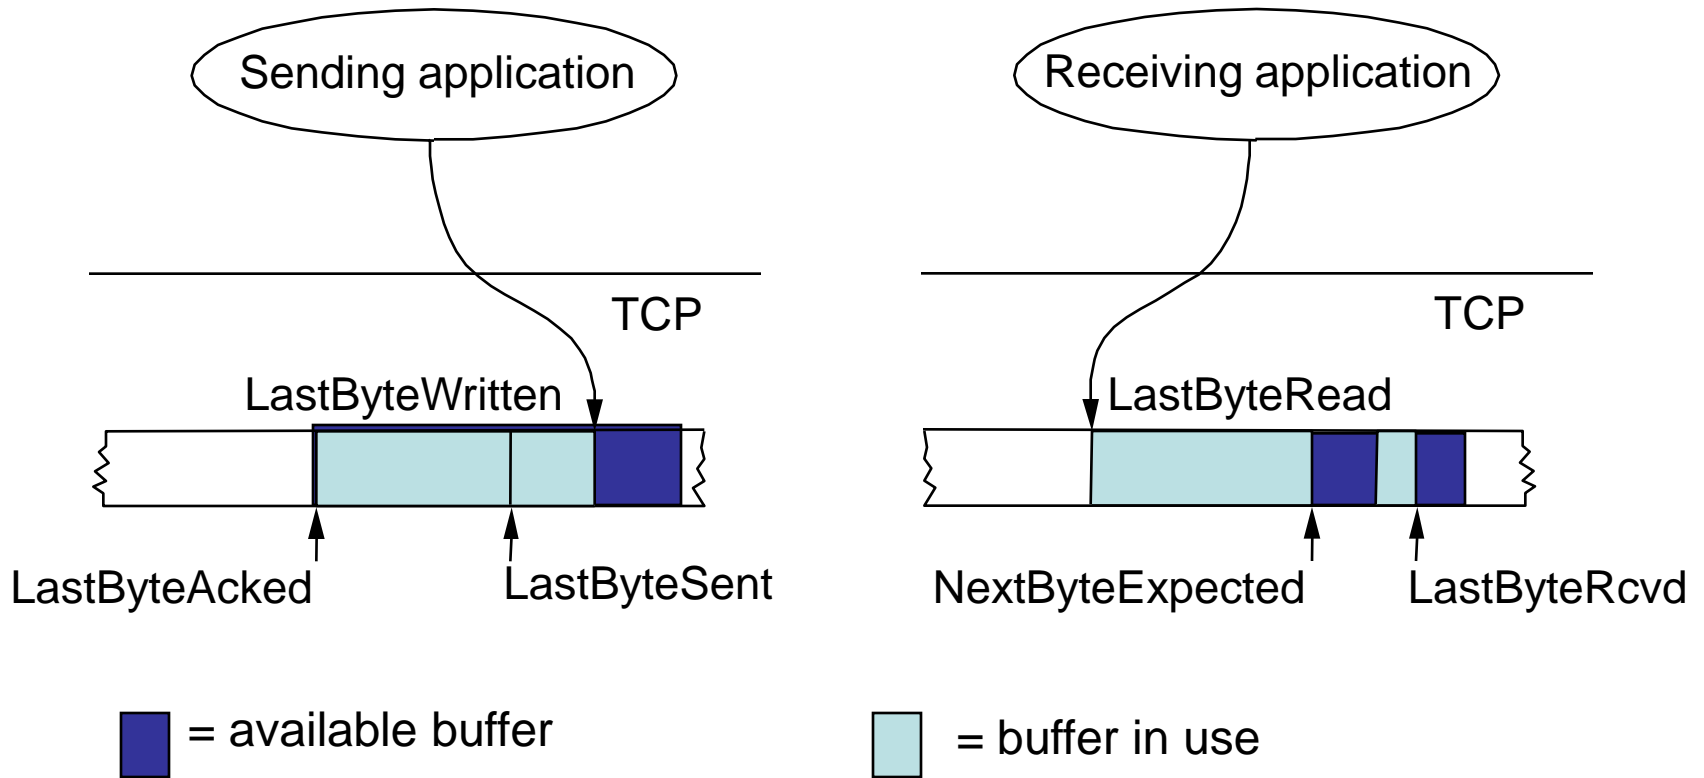 Sending application
Receiving application
TCP
TCP
LastByteWritten
LastByteRead
LastByteAcked
LastByteSent
NextByteExpected
LastByteRcvd
= available buffer
= buffer in use